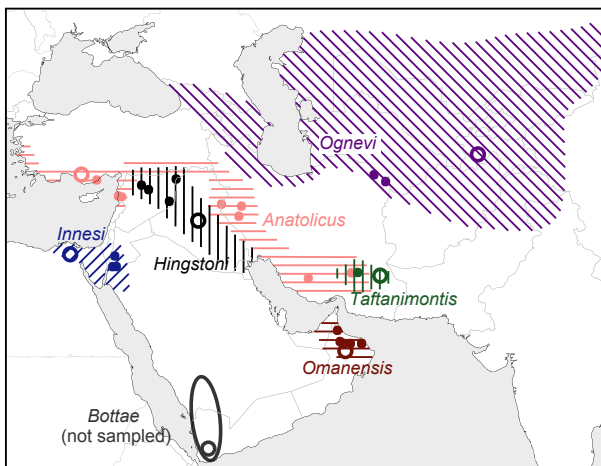 Ognevi
Anatolicus
Innesi
Hingstoni
Taftanimontis
Omanensis
Bottae
(not sampled)